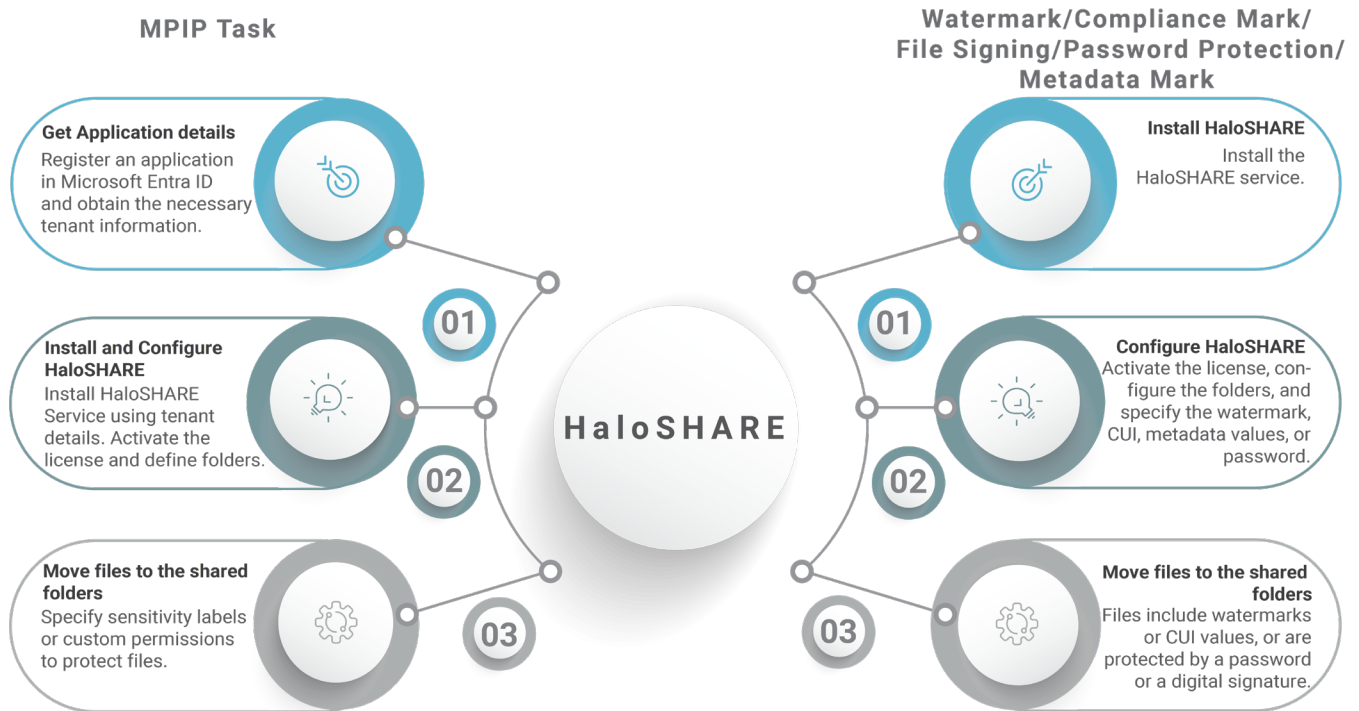 MPIP Task
Get Application details
Register an application
in Microsoft Entra ID
and obtain the necessary
tenant information.
01
Install and Configure
HaloSHARE
Install HaloSHARE
Service using tenant
details. Activate the
license and define folders.
02
Move files to the shared
folders
Specify sensitivity labels
or custom permissions
to protect files.
03
HaloSHARE
Watermark/Compliance Mark/
File Signing/Password Protection/
Metadata Mark
Install HaloSHARE
Install the
HaloSHARE service.
01
Configure HaloSHARE
Activate the license, con-
figure the folders, and
specify the watermark,
CUI, metadata values, or
password.
02
Move files to the shared
folders
Files include watermarks
or CUI values, or are
protected by a password
or a digital signature.
03